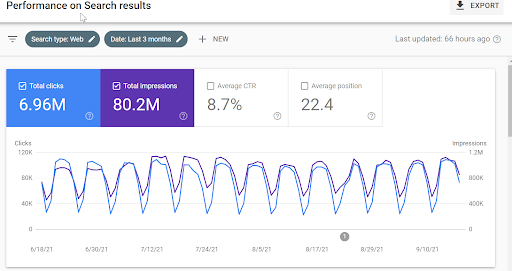 Performance on Search results
EXPORT
Search type: Web
Date: Last 3 months
+ NEW
Last updated: 66 hours ago
Total clicks
6.96M
Total impressions
80.2M
Average CTR
8.7%
Average position
22.4
Clicks
Impressions
120K
80K
40K
0
1.2M
800K
400K
0
1
6/18/21
6/30/21
7/12/21
7/24/21
8/5/21
8/17/21
8/29/21
9/10/21